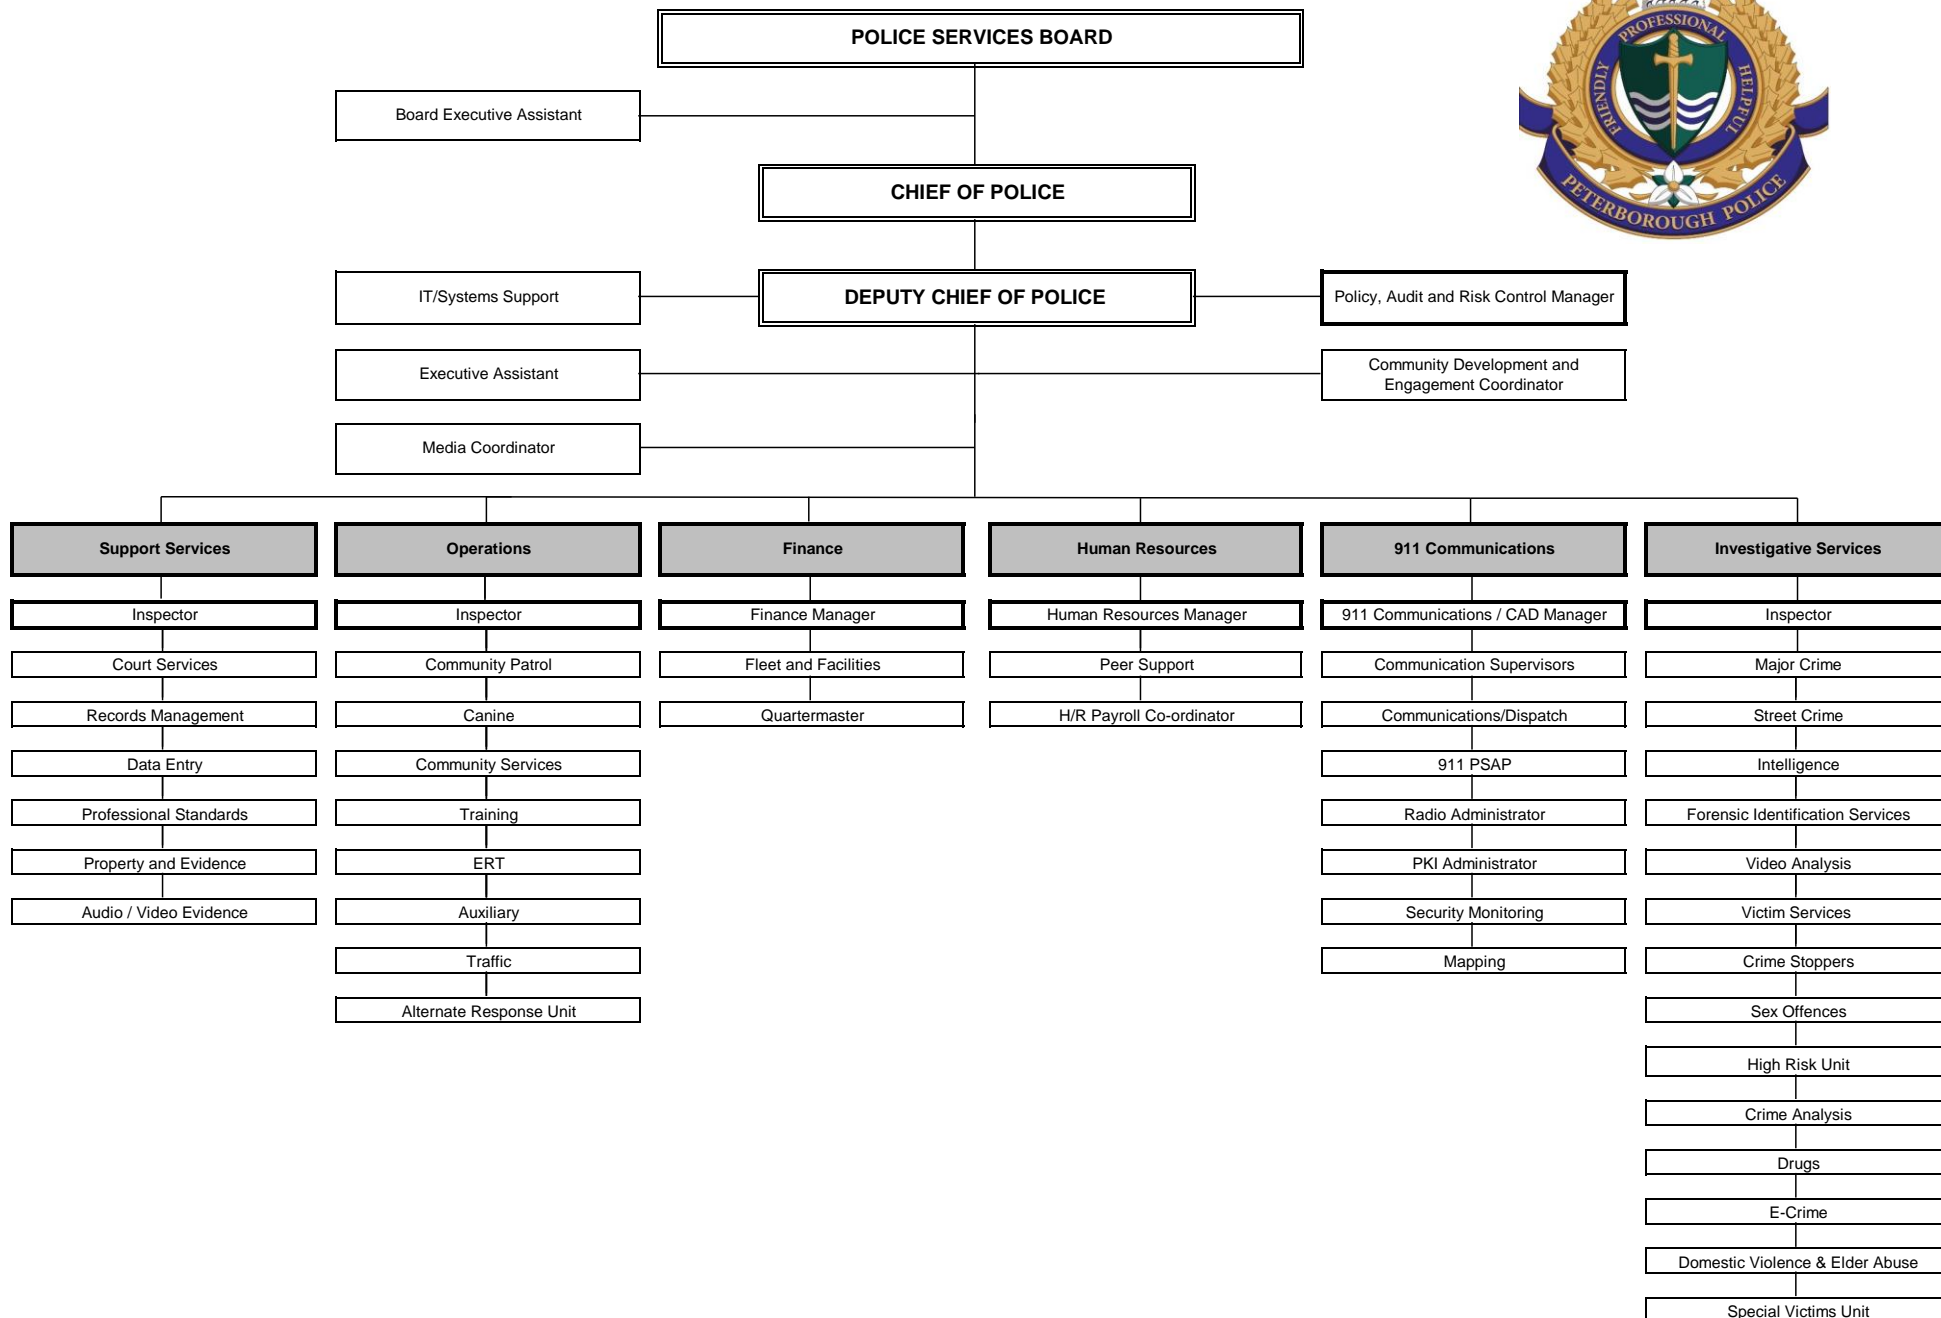 POLICE SERVICES BOARD
PROFESSIONAL
FRIENDLY
HELPFUL
PETERBOROUGH POLICE
Board Executive Assistant
CHIEF OF POLICE
IT/Systems Support
DEPUTY CHIEF OF POLICE
Policy, Audit and Risk Control Manager
Executive Assistant
Community Development and
Engagement Coordinator
Media Coordinator
Support Services
Inspector
Court Services
Records Management
Data Entry
Professional Standards
Property and Evidence
Audio / Video Evidence
Operations
Inspector
Community Patrol
Canine
Community Services
Training
ERT
Auxiliary
Traffic
Alternate Response Unit
Finance
Finance Manager
Fleet and Facilities
Quartermaster
Human Resources
Human Resources Manager
Peer Support
H/R Payroll Co-ordinator
911 Communications
911 Communications / CAD Manager
Communication Supervisors
Communications/Dispatch
911 PSAP
Radio Administrator
PKI Administrator
Security Monitoring
Mapping
Investigative Services
Inspector
Major Crime
Street Crime
Intelligence
Forensic Identification Services
Video Analysis
Victim Services
Crime Stoppers
Sex Offences
High Risk Unit
Crime Analysis
Drugs
E-Crime
Domestic Violence & Elder Abuse
Special Victims Unit